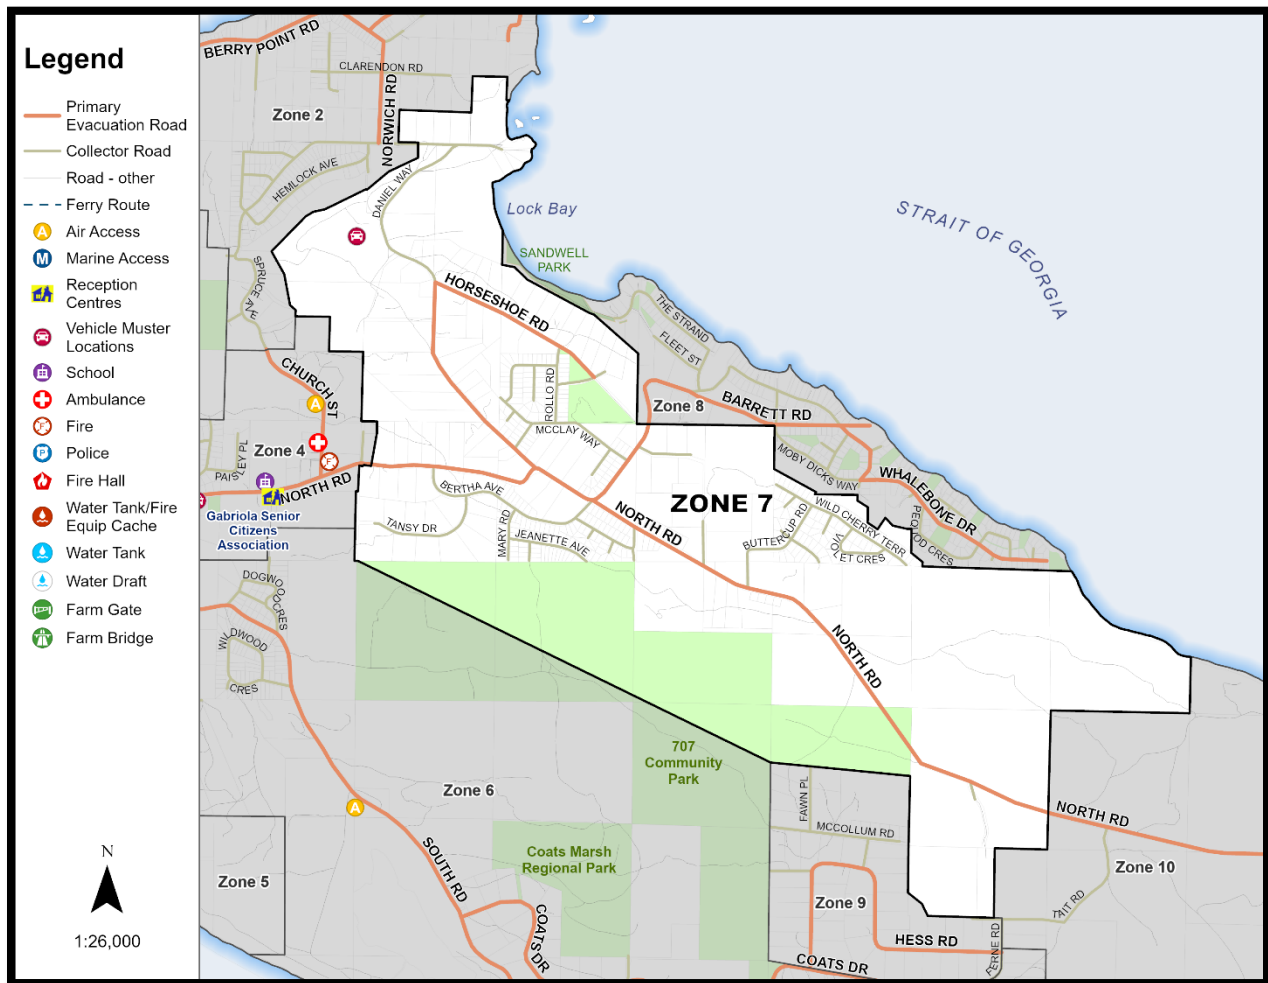 Legend
Primary
Evacuation Road
Collector Road
Road - other
Ferry Route
A
Air Access
M
Marine Access
Reception
Centres
Vehicle Muster
Locations
School
Ambulance
F
Fire
P
Police
Fire Hall
Water Tank/Fire
Equip Cache
Water Tank
Water Draft
Farm Gate
Farm Bridge
N
1:26,000
BERRY POINT RD
CLARENDON RD
NORWICH RD
Zone 2
HEMLOCK AVE
DANIEL WAY
SPRUCE AVE
Lock Bay
SANDWELL
PARK
STRAIT OF GEORGIA
HORSESHOE RD
THE STRAND
FLEET ST
CHURCH ST
A
ROLLO RD
Zone 8
BARRETT RD
MCCLAY WAY
Zone 4
F
PAISLEY PL
NORTH RD
MOBY DICKS WAY
WHALEBONE DR
BERTHA AVE
ZONE 7
WILD CHERRY TERR
PEQUOD CRES
Gabriola Senior
Citizens
Association
TANSY DR
MARY RD
JEANETTE AVE
NORTH RD
BUTTERCUP RD
VIOLET CRES
DOGWOOD CRES
WILDWOOD
CRES
NORTH RD
707
Community
Park
Zone 6
A
FAWN PL
MCCOLLUM RD
NORTH RD
SOUTH RD
Coats Marsh
Regional Park
Zone 10
Zone 5
Zone 9
TAIT RD
COATS DR
HESS RD
FERNE RD
COATS DR